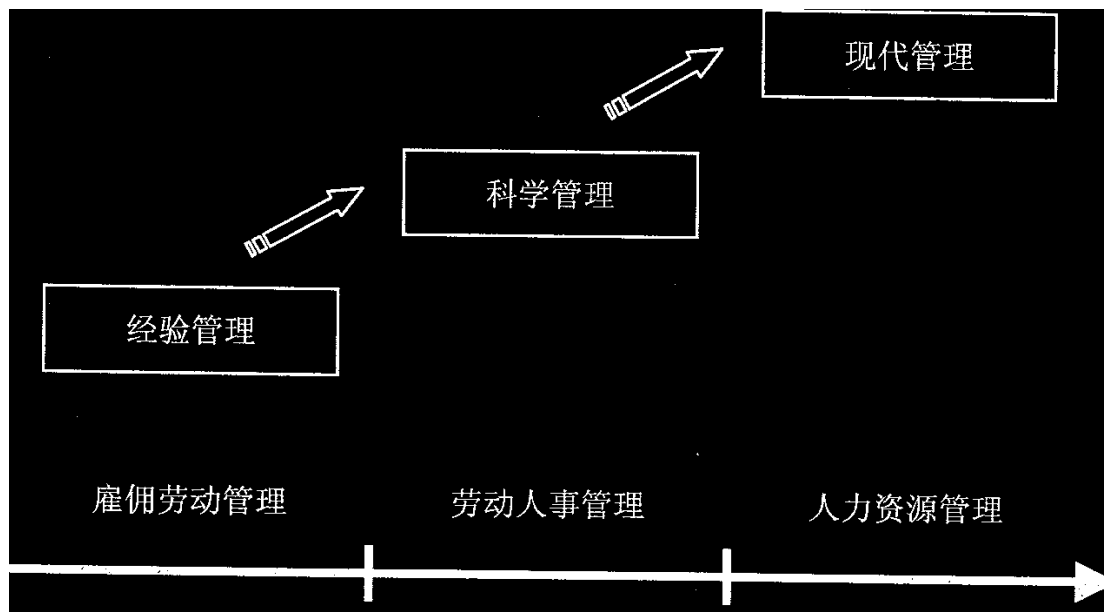 现代管理
科学管理
经验管理
雇佣劳动管理
劳动人事管理
人力资源管理